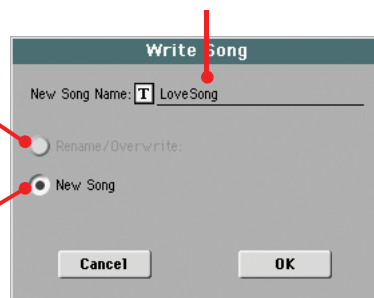 Write Song
New Song Name: T LoveSong
Rename/Overwrite:
New Song
Cancel OK